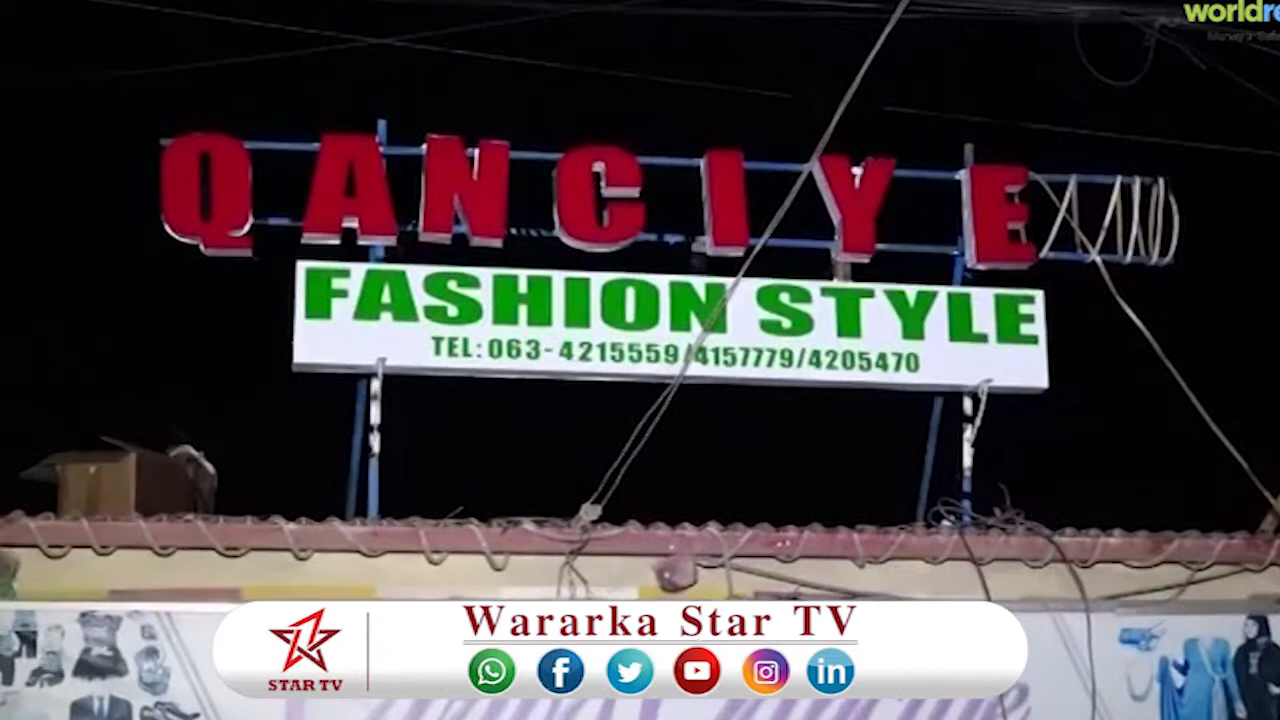 worldre
QANCIYE
FASHION STYLE
TEL: 063-4215559/4157779/4205470
Wararka Star TV
STAR TV